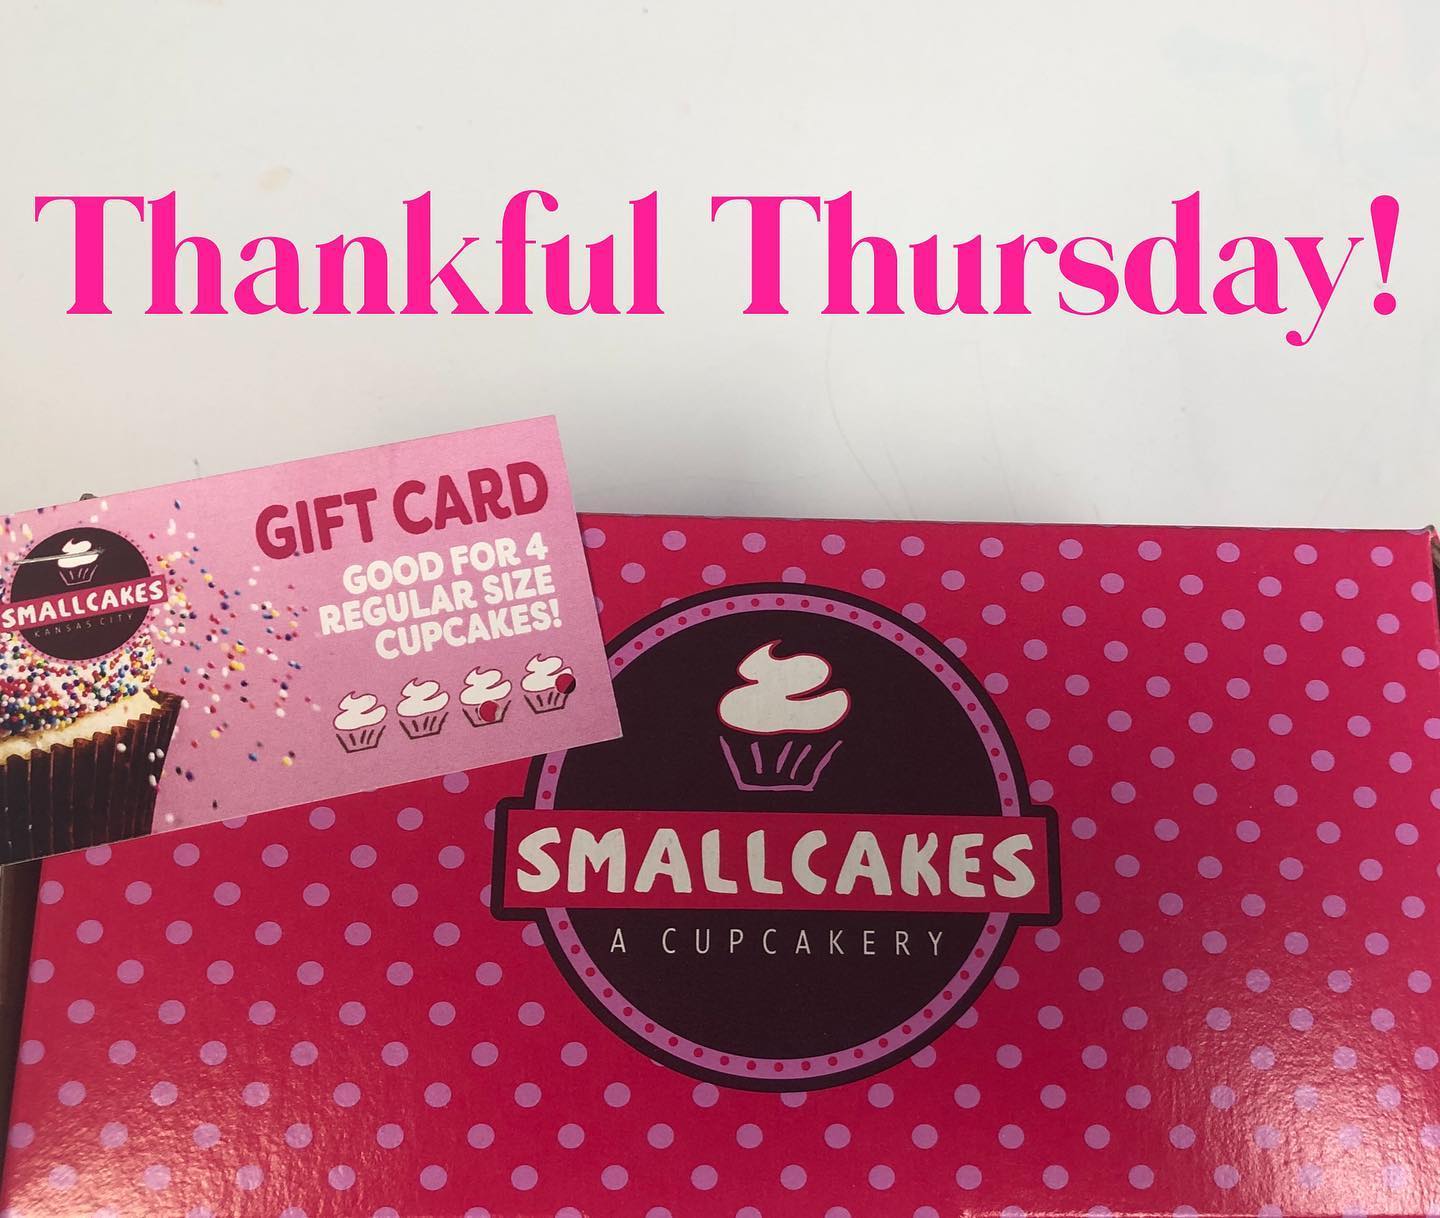 Thankful Thursday!
GIFT CARD
GOOD FOR 4
REGULAR SIZE
CUPCAKES!
SMALLCAKES
KANSAS CITY
SMALLCAKES
A CUPCAKERY